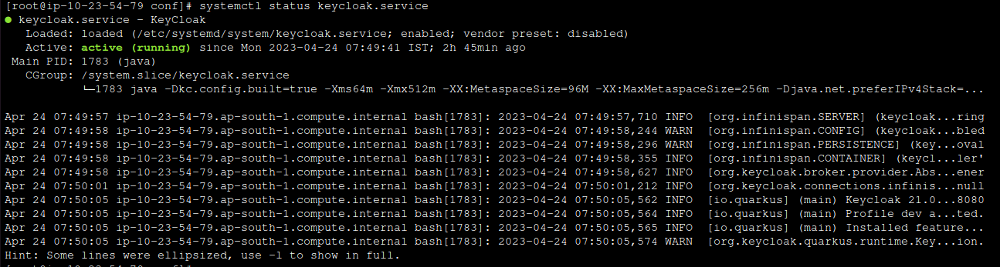 [root@ip-10-23-54-79 conf]# systemctl status keycloak.service
● keycloak.service - KeyCloak
   Loaded: loaded (/etc/systemd/system/keycloak.service; enabled; vendor preset: disabled)
   Active: active (running) since Mon 2023-04-24 07:49:41 IST; 2h 45min ago
 Main PID: 1783 (java)
   CGroup: /system.slice/keycloak.service
           └─1783 java -Dkc.config.built=true -Xms64m -Xmx512m -XX:MetaspaceSize=96M -XX:MaxMetaspaceSize=256m -Djava.net.preferIPv4Stack=...
Apr 24 07:49:57 ip-10-23-54-79.ap-south-1.compute.internal bash[1783]: 2023-04-24 07:49:57,710 INFO  [org.infinispan.SERVER] (keycloak...ring
Apr 24 07:49:58 ip-10-23-54-79.ap-south-1.compute.internal bash[1783]: 2023-04-24 07:49:58,244 WARN  [org.infinispan.CONFIG] (keycloak...bled
Apr 24 07:49:58 ip-10-23-54-79.ap-south-1.compute.internal bash[1783]: 2023-04-24 07:49:58,296 WARN  [org.infinispan.PERSISTENCE] (key...oval
Apr 24 07:49:58 ip-10-23-54-79.ap-south-1.compute.internal bash[1783]: 2023-04-24 07:49:58,355 INFO  [org.infinispan.CONTAINER] (keycl...ler'
Apr 24 07:49:58 ip-10-23-54-79.ap-south-1.compute.internal bash[1783]: 2023-04-24 07:49:58,627 INFO  [org.keycloak.broker.provider.Abs...ener
Apr 24 07:50:01 ip-10-23-54-79.ap-south-1.compute.internal bash[1783]: 2023-04-24 07:50:01,212 INFO  [org.keycloak.connections.infinis...null
Apr 24 07:50:05 ip-10-23-54-79.ap-south-1.compute.internal bash[1783]: 2023-04-24 07:50:05,562 INFO  [io.quarkus] (main) Keycloak 21.0...8080
Apr 24 07:50:05 ip-10-23-54-79.ap-south-1.compute.internal bash[1783]: 2023-04-24 07:50:05,564 INFO  [io.quarkus] (main) Profile dev a...ted.
Apr 24 07:50:05 ip-10-23-54-79.ap-south-1.compute.internal bash[1783]: 2023-04-24 07:50:05,565 INFO  [io.quarkus] (main) Installed feature...
Apr 24 07:50:05 ip-10-23-54-79.ap-south-1.compute.internal bash[1783]: 2023-04-24 07:50:05,574 WARN  [org.keycloak.quarkus.runtime.Key...ion.
Hint: Some lines were ellipsized, use -l to show in full.